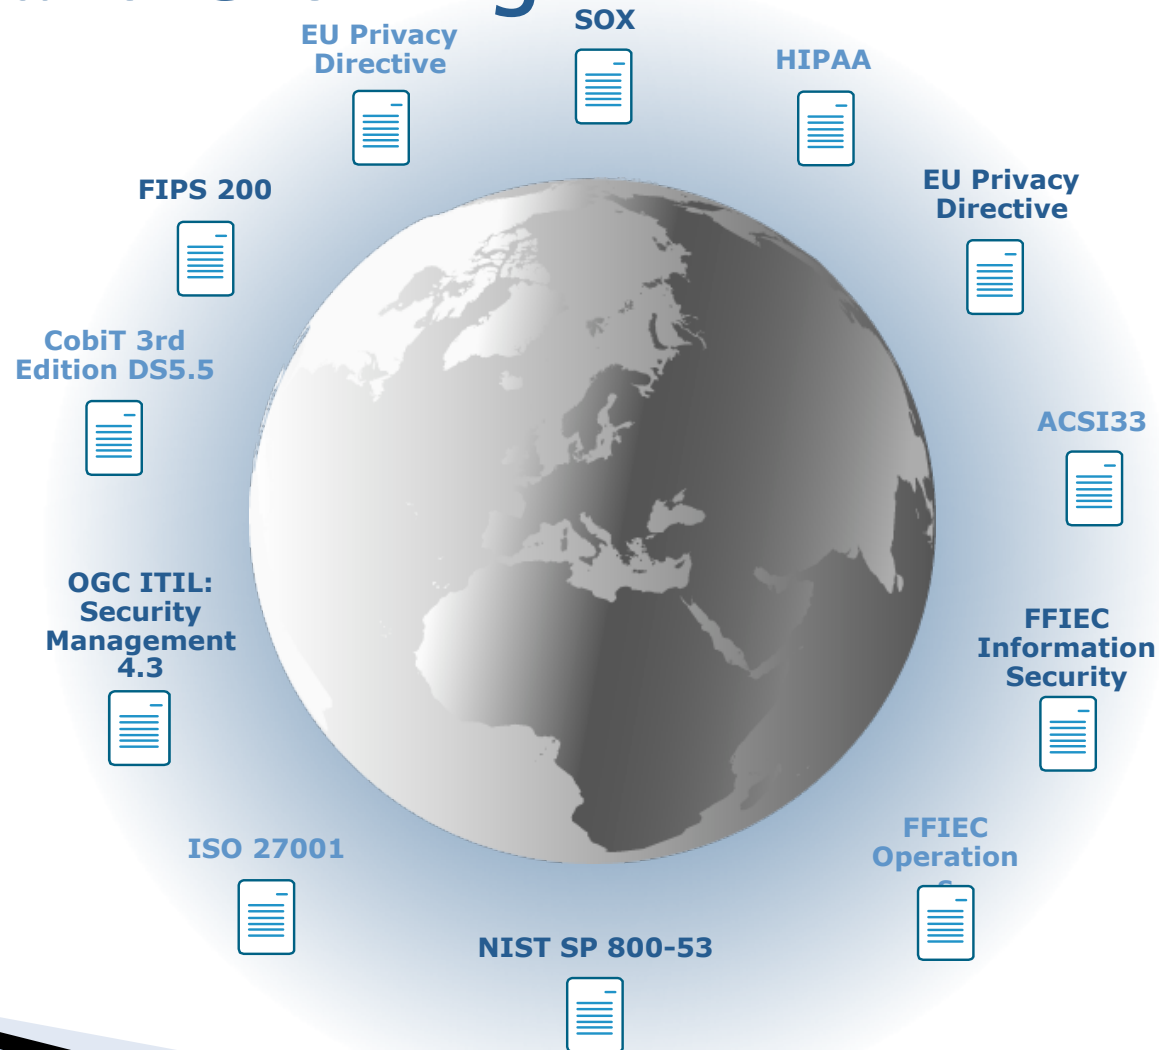 SOX
EU Privacy
Directive
HIPAA
EU Privacy
Directive
FIPS 200
CobiT 3rd
Edition DS5.5
ACSI33
OGC ITIL:
Security
Management
4.3
FFIEC
Information
Security
ISO 27001
FFIEC
Operation
s
NIST SP 800-53